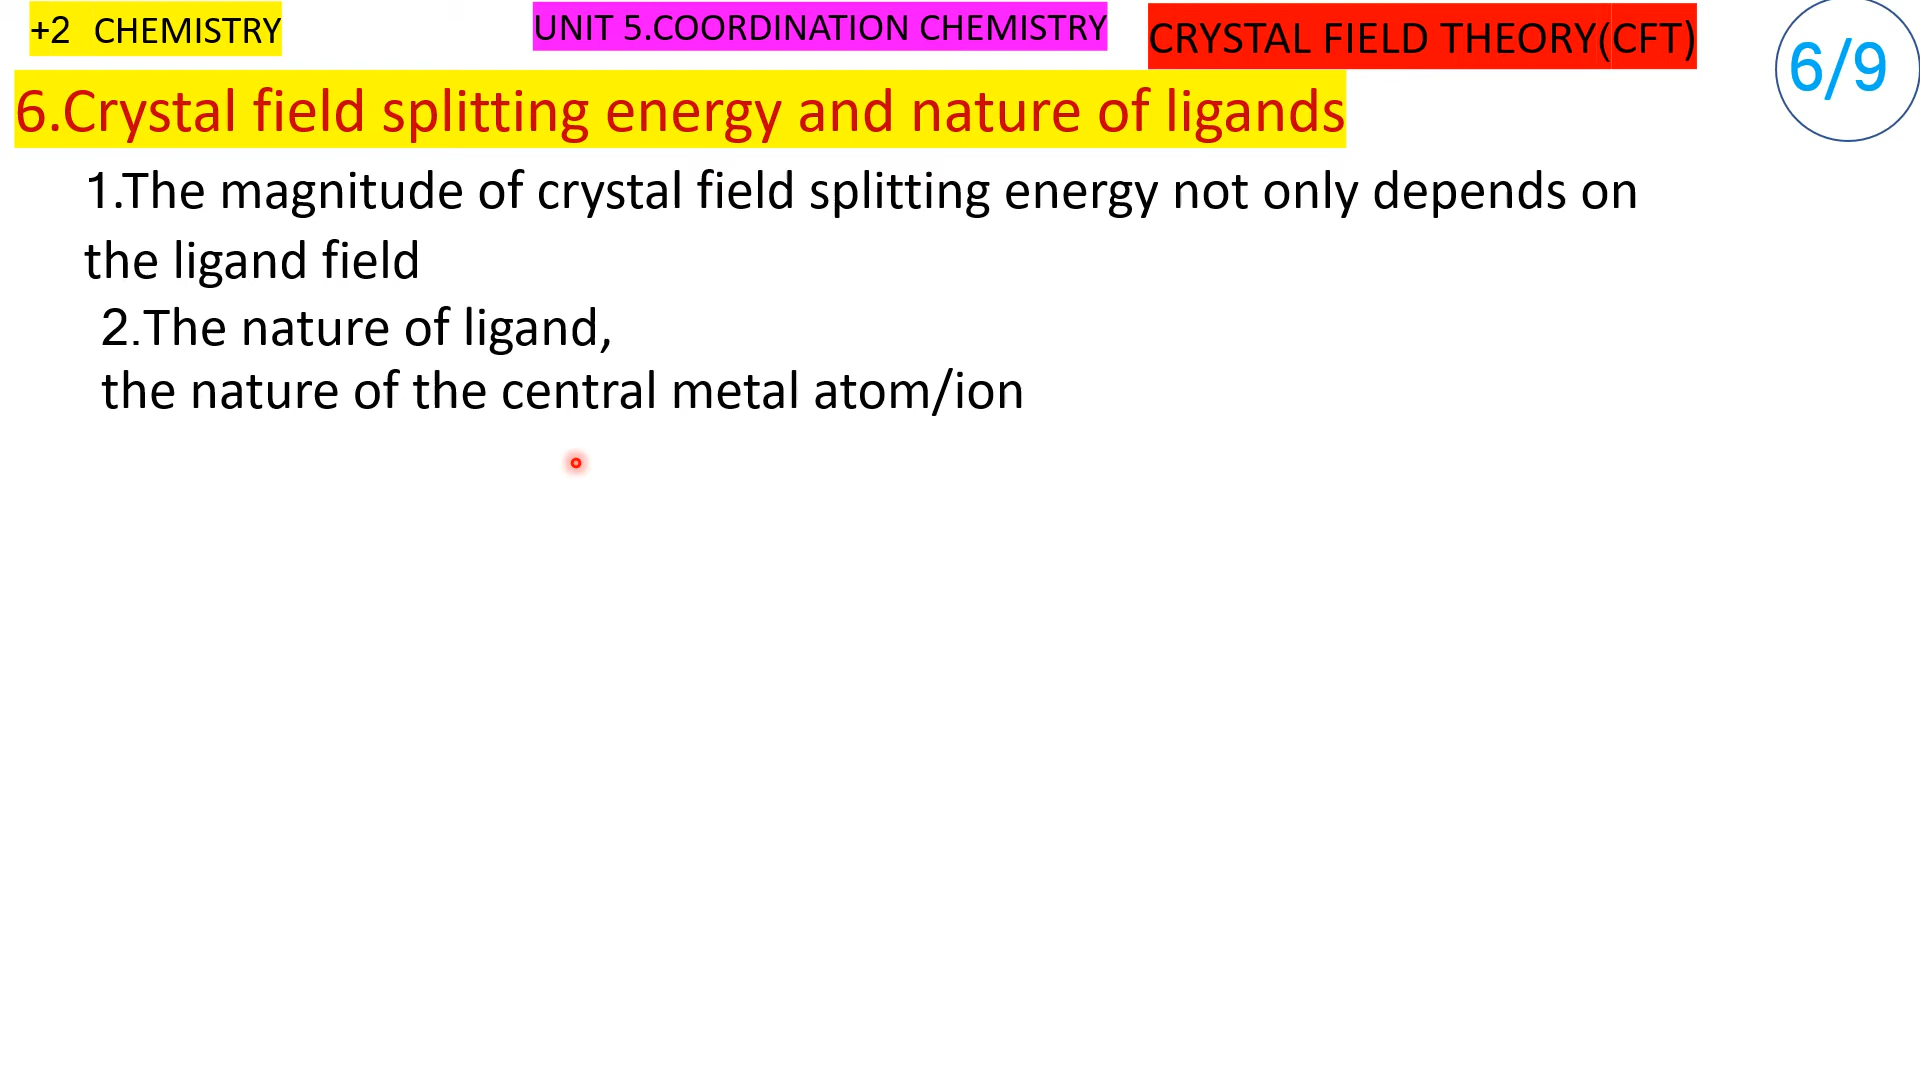 +2 CHEMISTRY
UNIT 5.COORDINATION CHEMISTRY
CRYSTAL FIELD THEORY(CFT)
6/9
6.Crystal field splitting energy and nature of ligands
1.The magnitude of crystal field splitting energy not only depends on
the ligand field
2.The nature of ligand,
the nature of the central metal atom/ion